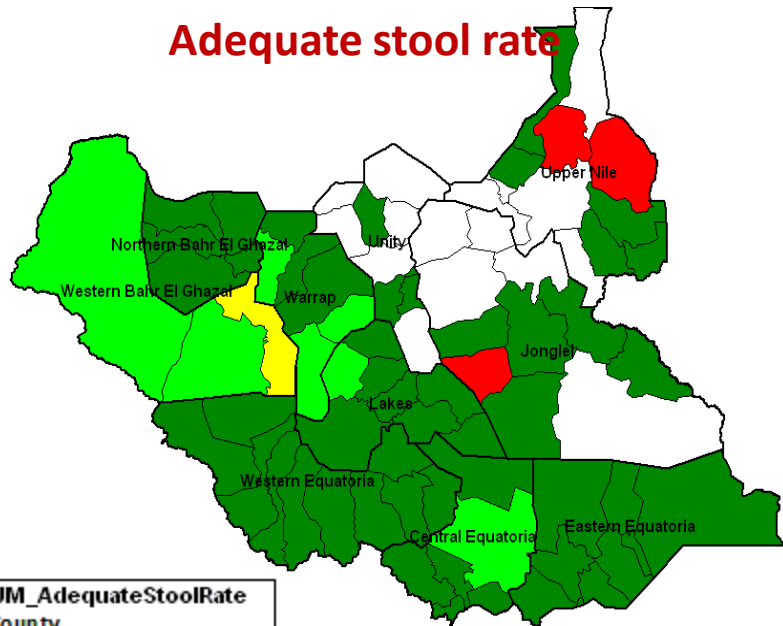 Adequate stool rate
Upper Nile
Northern Bahr El Ghazal
Unity
Western Bahr El Ghazal
Warrap
Jonglei
Lakes
Western Equatoria
Eastern Equatoria
Central Equatoria
UM_AdequateStoolRate
County